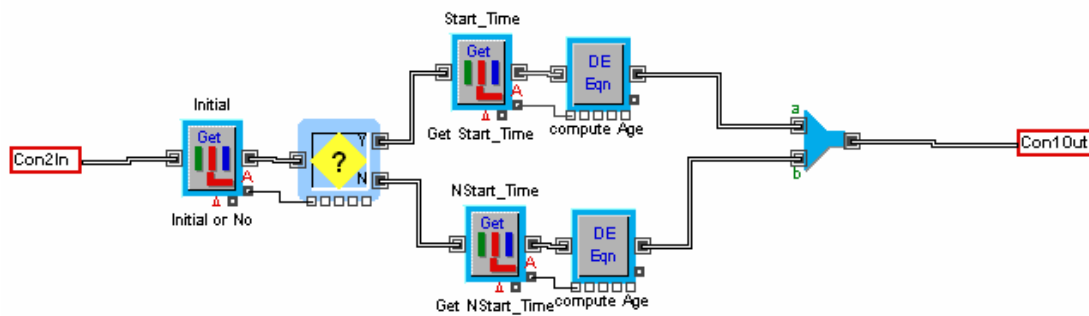 Start_Time
Get
DE
Eqn
A
Δ
Get Start_Time
compute Age
Initial
Get
A
Δ
Initial or No
?
Y
N
Con2In
a
b
Con1Out
NStart_Time
Get
DE
Eqn
A
Δ
Get NStart_Time
compute Age